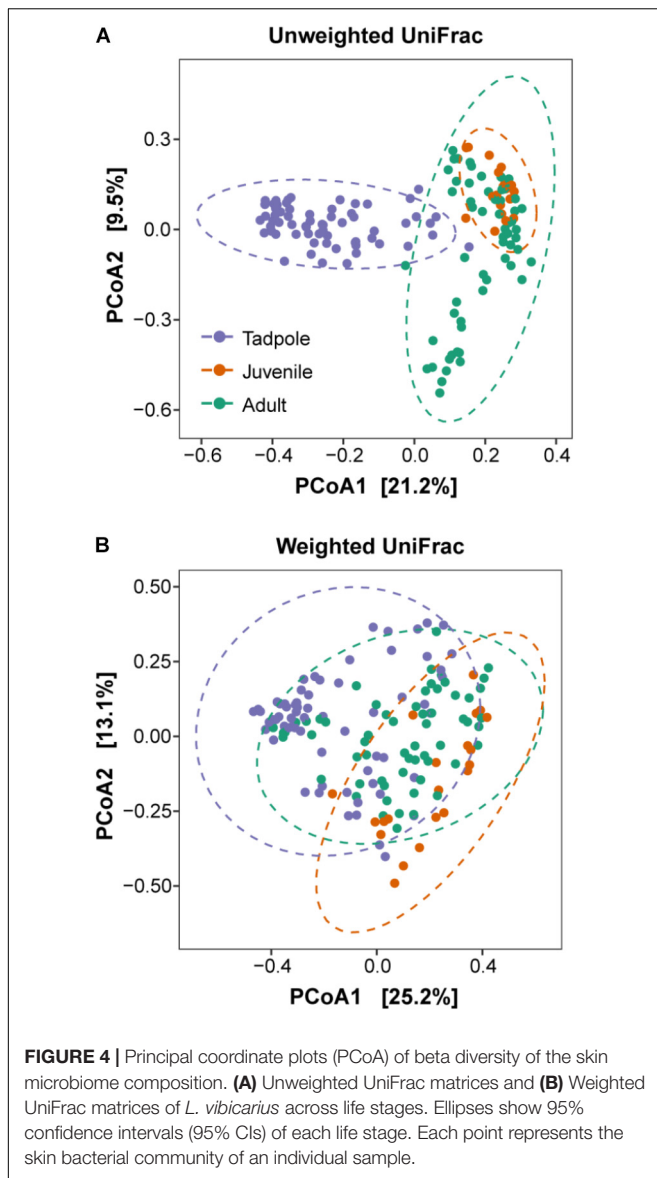 A
Unweighted UniFrac
0.3
0.0
−0.3
−0.6
PCoA2 [9.5%]
Tadpole
Juvenile
Adult
−0.6 −0.4 −0.2 0.0 0.2 0.4
PCoA1 [21.2%]
B
Weighted UniFrac
0.50
0.25
0.00
−0.25
−0.50
PCoA2 [13.1%]
−0.4 0.0 0.4
PCoA1 [25.2%]
FIGURE 4 | Principal coordinate plots (PCoA) of beta diversity of the skin
microbiome composition. (A) Unweighted UniFrac matrices and (B) Weighted
UniFrac matrices of L. vibicarius across life stages. Ellipses show 95%
confidence intervals (95% CIs) of each life stage. Each point represents the
skin bacterial community of an individual sample.